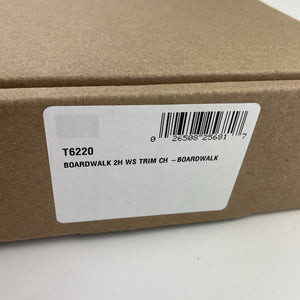 0 26508 25681 7
T6220
BOARDWALK 2H WS TRIM CH –BOARDWALK